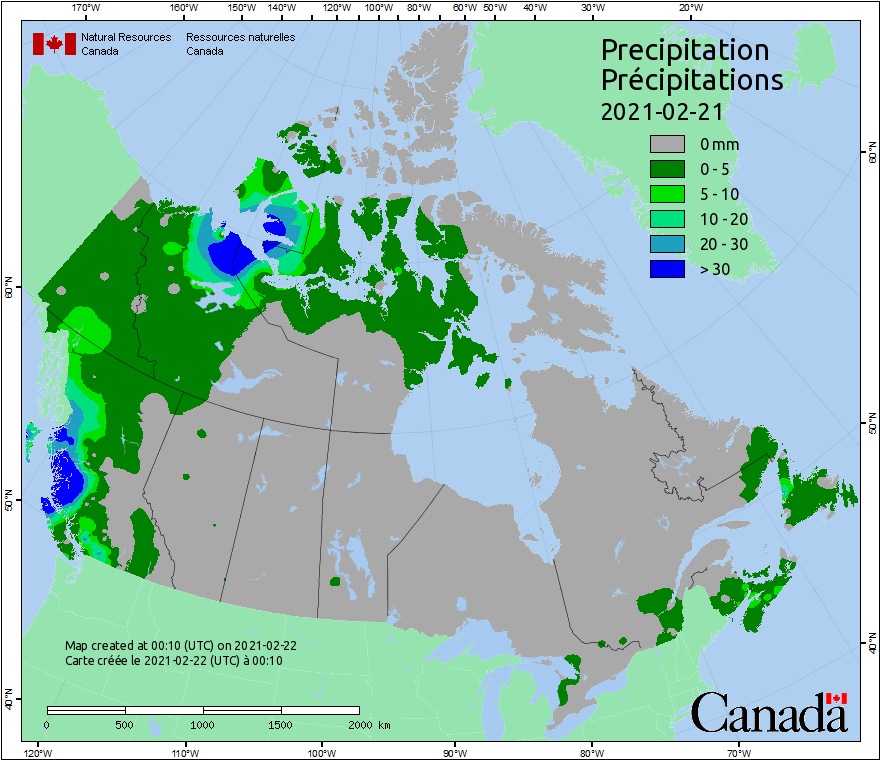 170°W 160°W 150°W 140°W 120°W 100°W 80°W 60°W 50°W 40°W 30°W 20°W
Natural Resources Ressources naturelles
Canada Canada
Precipitation
Précipitations
2021-02-21
0 mm
0 - 5
5 - 10
10 - 20
20 - 30
> 30
60°N
60°N
50°N
50°N
40°N
40°N
Map created at 00:10 (UTC) on 2021-02-22
Carte créée le 2021-02-22 (UTC) à 00:10
0 500 1000 1500 2000 km
Canada
120°W 110°W 100°W 90°W 80°W 70°W